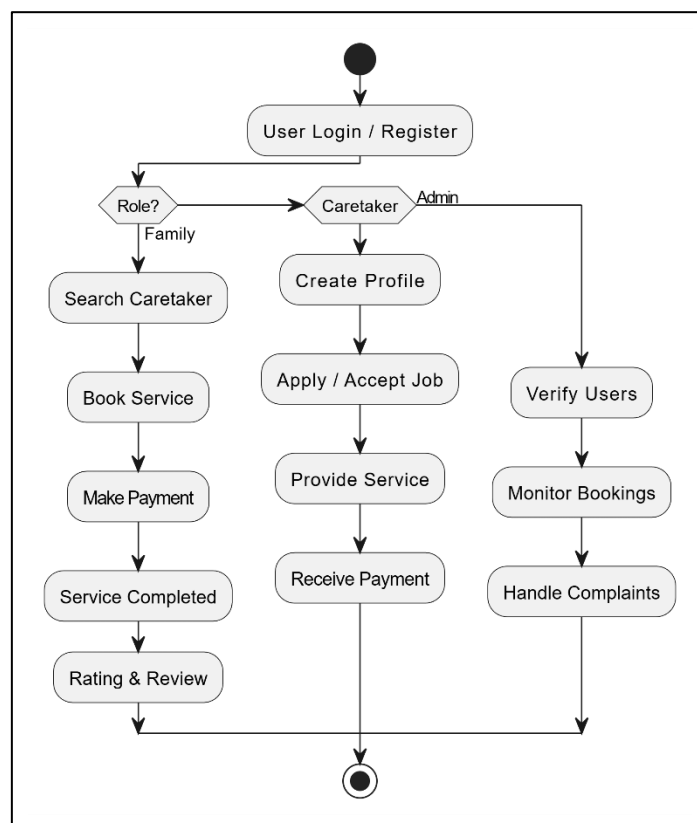 User Login / Register
Role?
Family
Search Caretaker
Book Service
Make Payment
Service Completed
Rating & Review
Caretaker
Create Profile
Apply / Accept Job
Provide Service
Receive Payment
Admin
Verify Users
Monitor Bookings
Handle Complaints